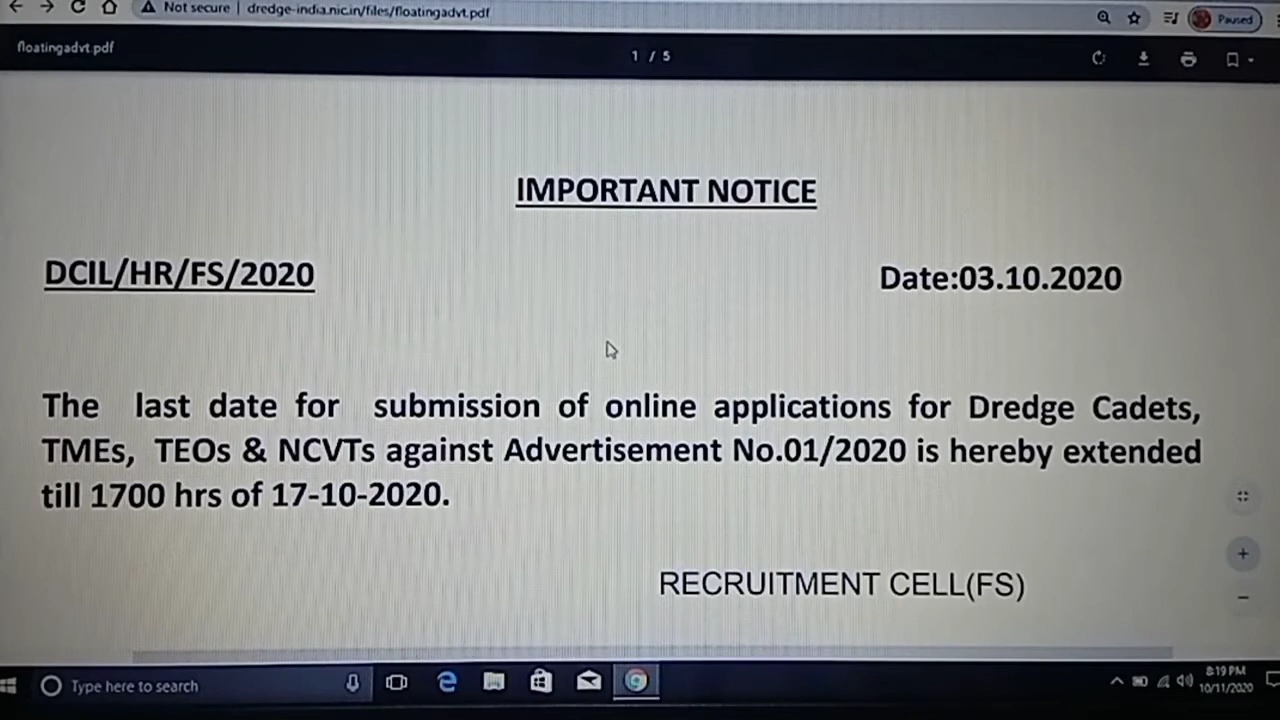 Not secure | dredge-india.nic.in/files/floatingadvt.pdf
Paused
floatingadvt.pdf
1 / 5
IMPORTANT NOTICE
DCIL/HR/FS/2020
Date:03.10.2020
The last date for submission of online applications for Dredge Cadets,
TMEs, TEOs & NCVTs against Advertisement No.01/2020 is hereby extended
till 1700 hrs of 17-10-2020.
RECRUITMENT CELL(FS)
Type here to search
8:19 PM
10/11/2020